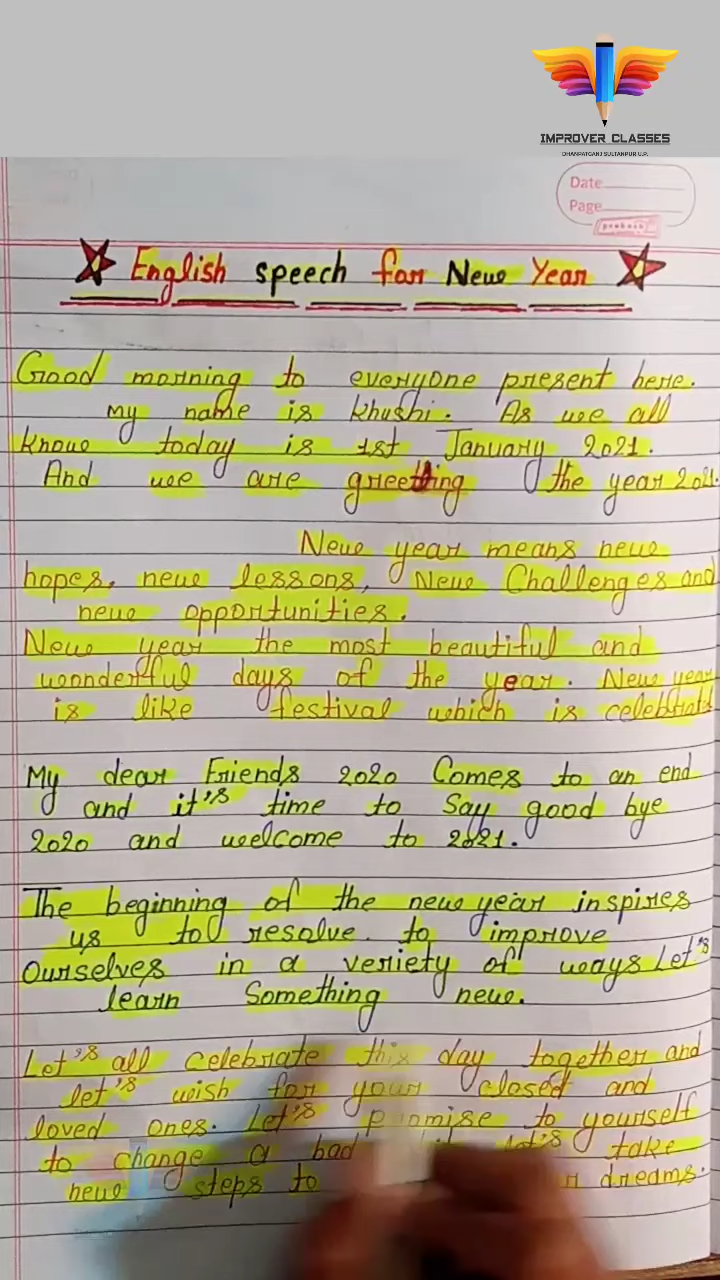 IMPROVER CLASSES
DHANPATGANJ SULTANPUR U.P.
Date
Page
English speech for New Year
Good morning to everyone present here.
My name is Khushi. As we all
know today is 1st January 2021.
And we are greeting the year 2021.
New year means new
hopes, new lessons, New Challenges and
new opportunities.
New year the most beautiful and
wonderful days of the year. New year
is like festival which is celebrate
My dear Friends 2020 Comes to an end
and it's time to Say good bye
2020 and welcome to 2021.
The beginning of the new year inspires
us to resolve to improve
Ourselves in a veriety of ways Let's
learn Something new.
Let's all celebrate this day together and
let's wish for your closed and
loved ones. Let's promise to yourself
to change a bad let's take
new steps to dreams.